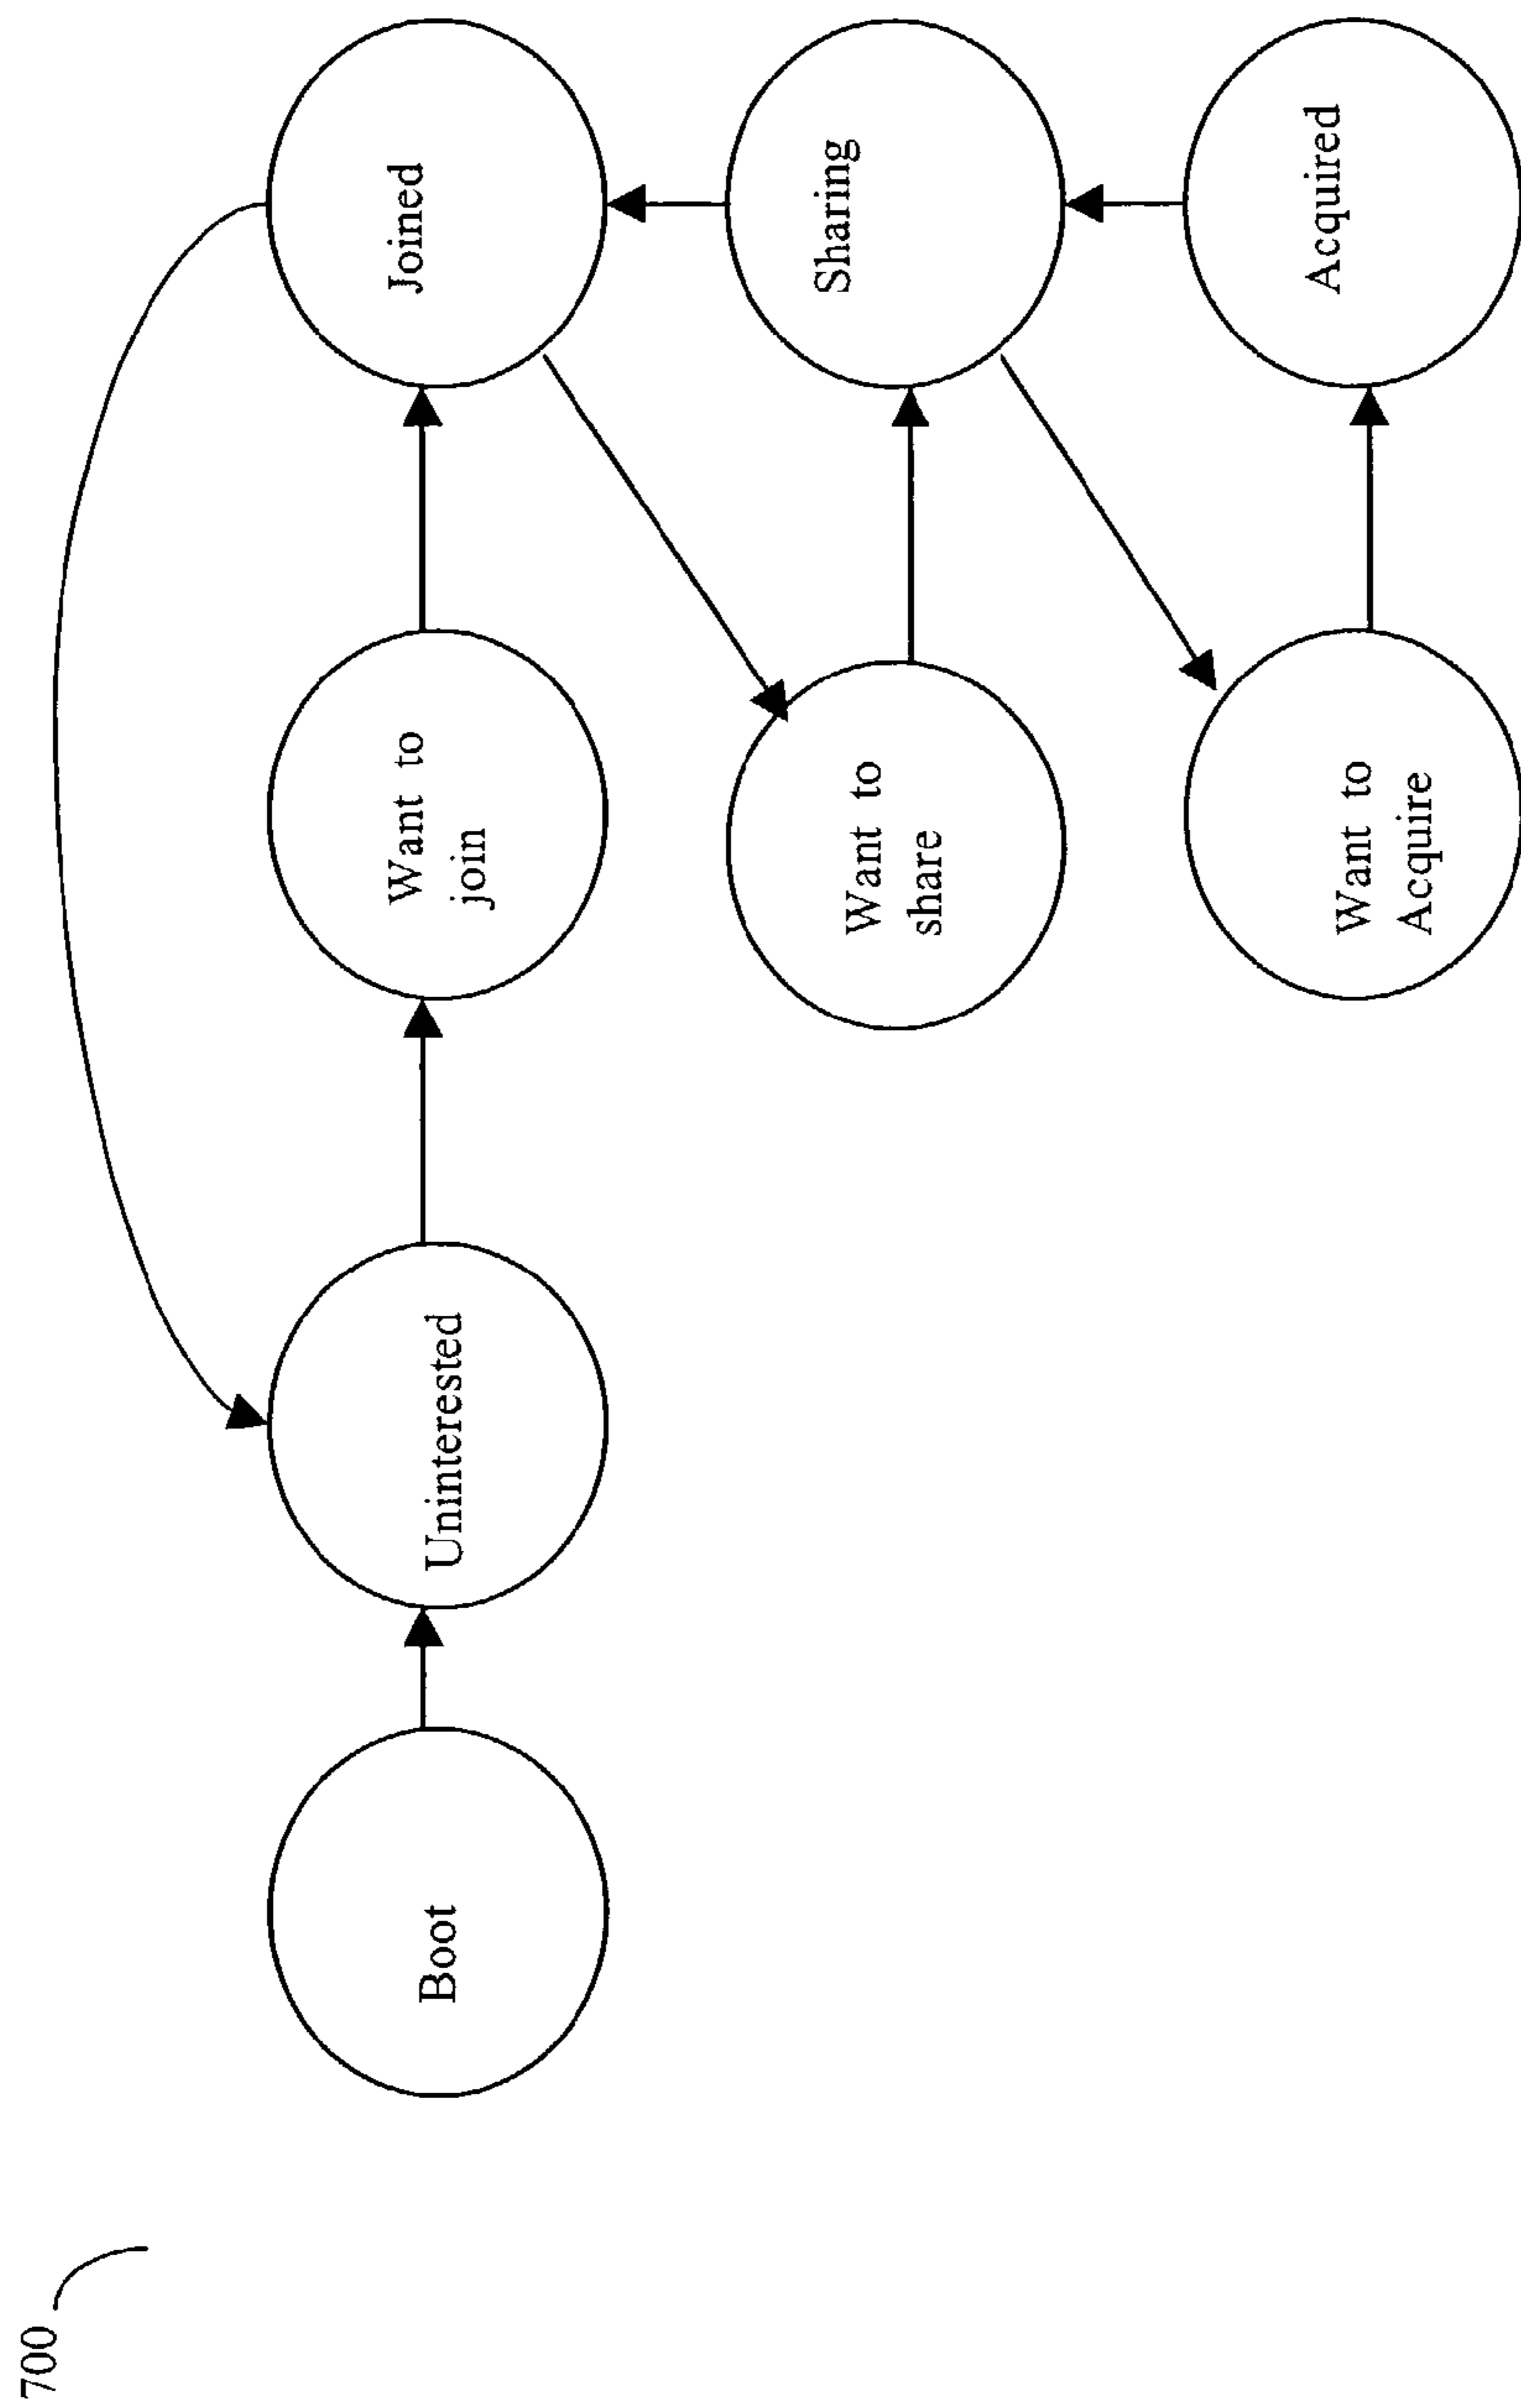 700
Boot
Uninterested
Want to
join
Joined
Want to
share
Sharing
Want to
Acquire
Acquired